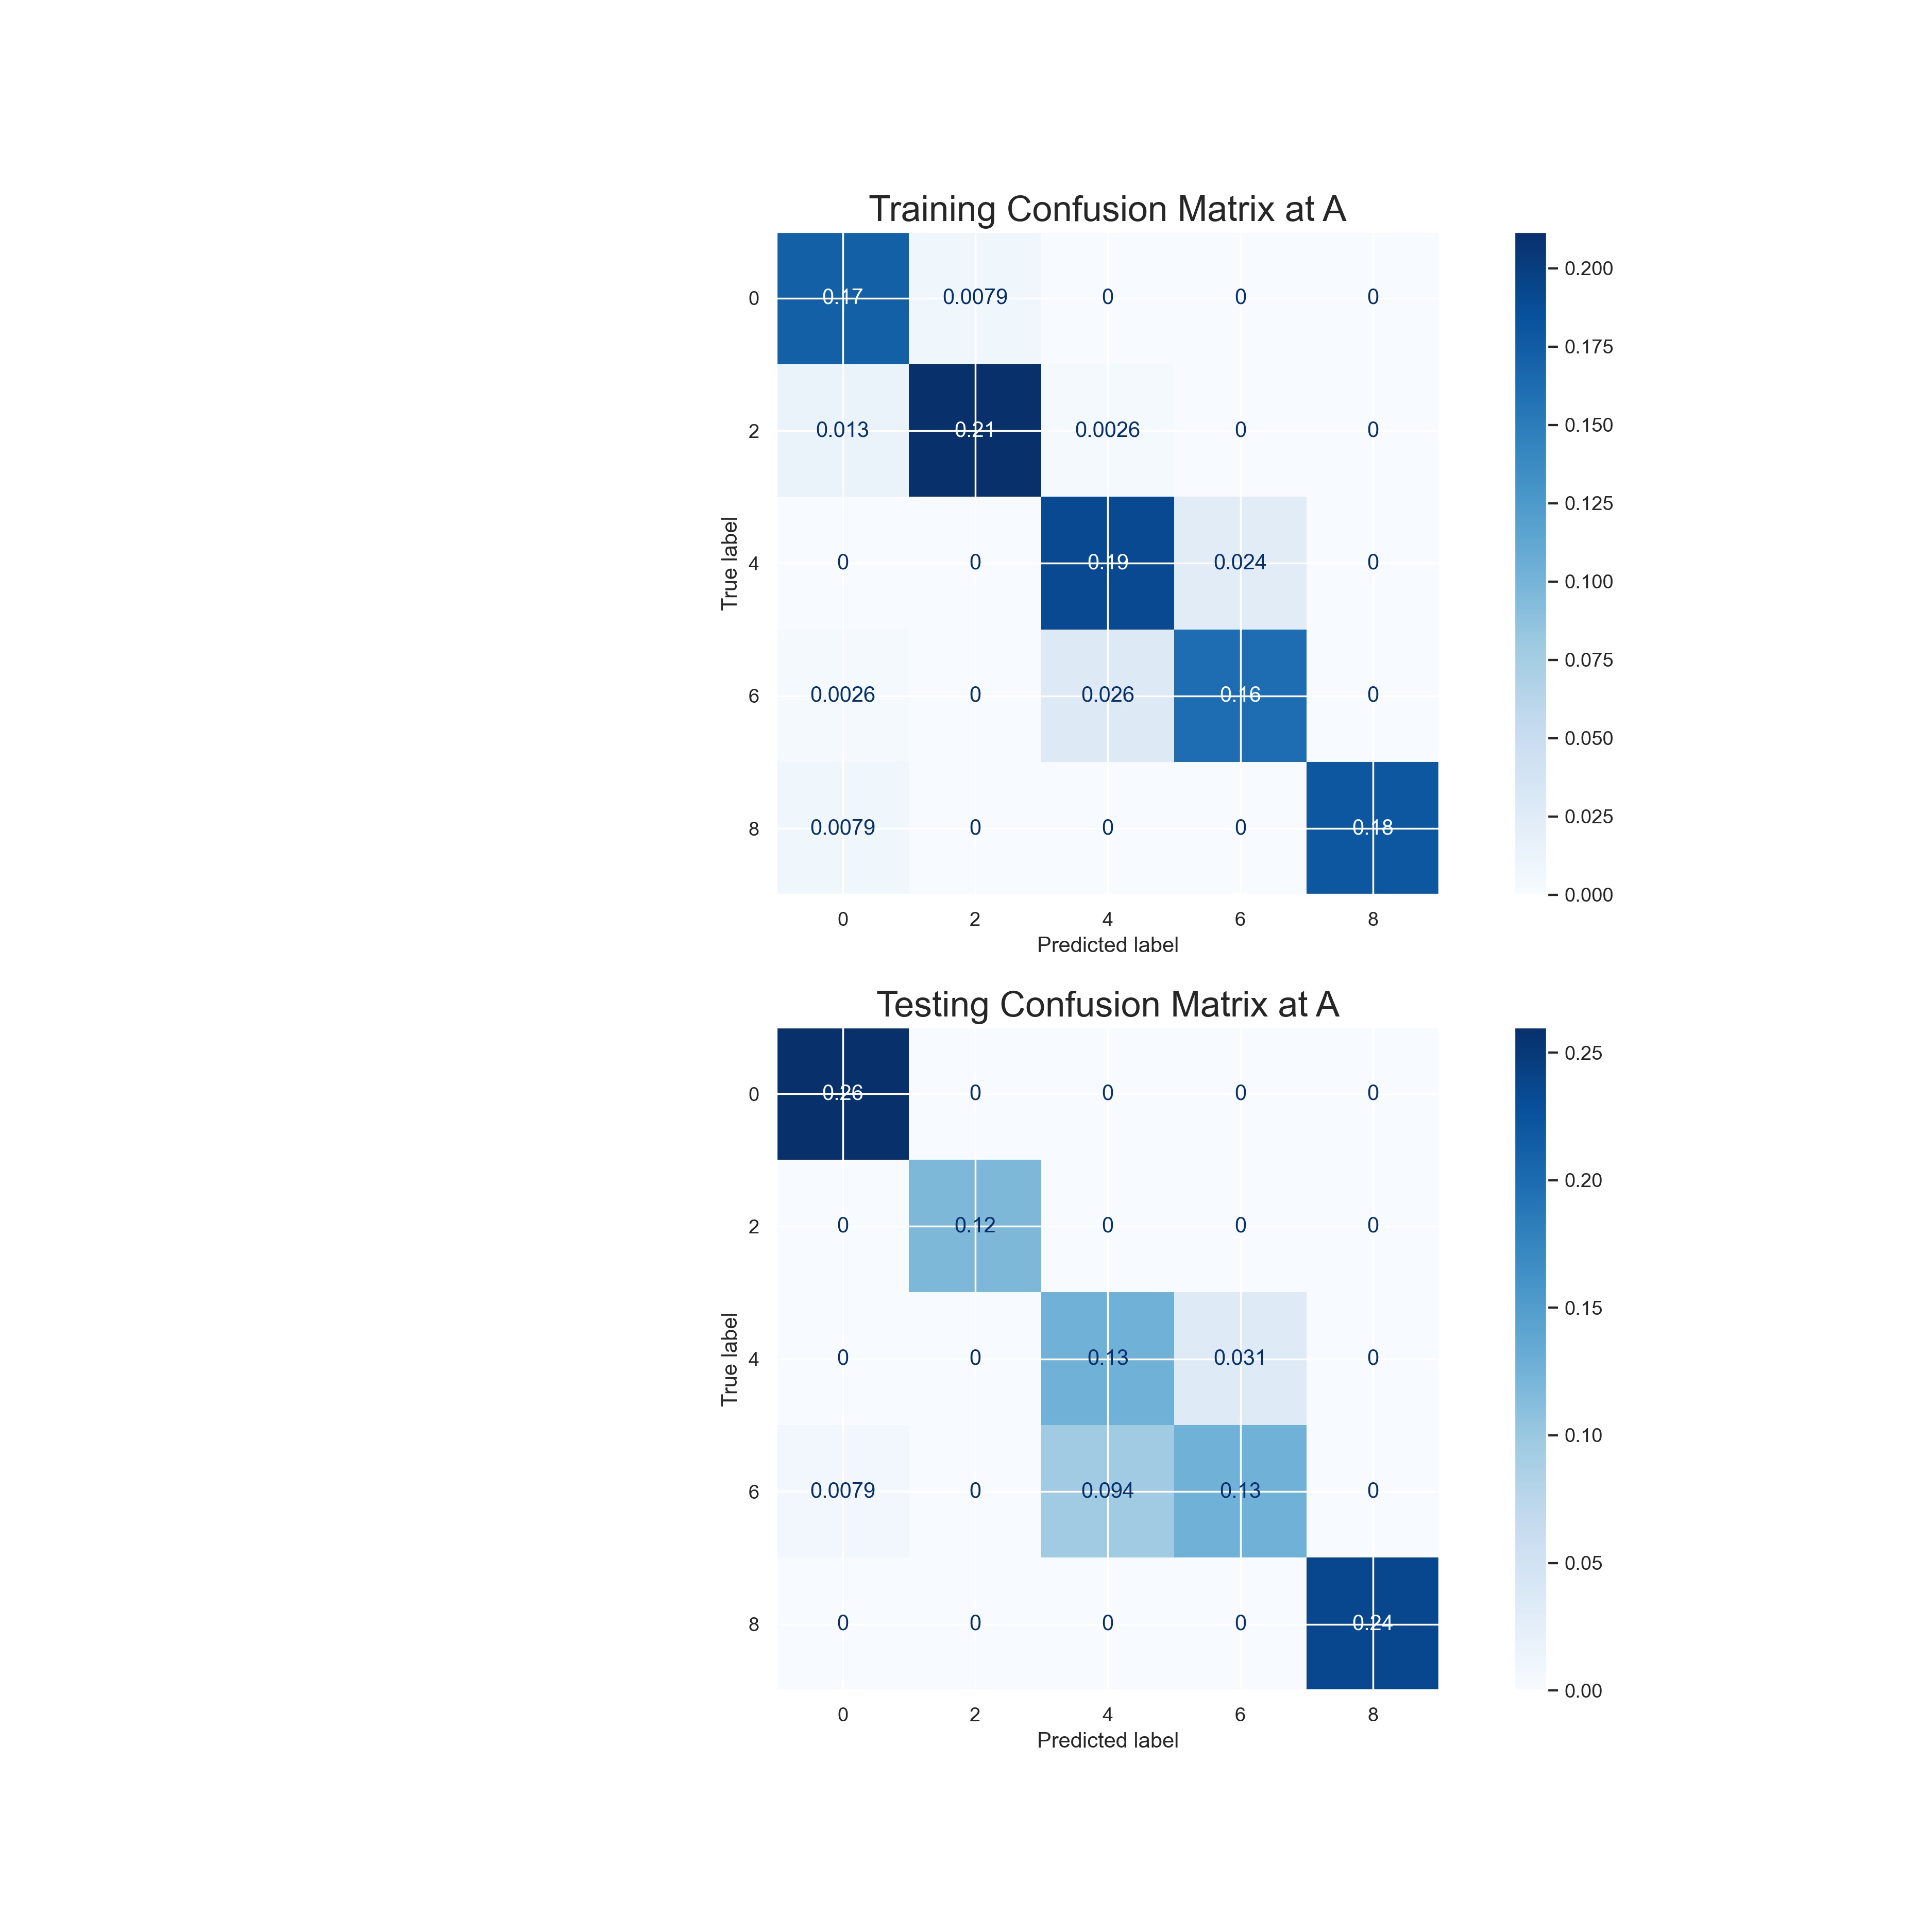 Training Confusion Matrix at A
0 0.17 0.0079 0 0 0
2 0.013 0.21 0.0026 0 0
4 0 0 0.19 0.024 0
6 0.0026 0 0.026 0.16 0
8 0.0079 0 0 0 0.18
0 2 4 6 8
Predicted label
True label
0.200
0.175
0.150
0.125
0.100
0.075
0.050
0.025
0.000
Testing Confusion Matrix at A
0 0.26 0 0 0 0
2 0 0.12 0 0 0
4 0 0 0.13 0.031 0
6 0.0079 0 0.094 0.13 0
8 0 0 0 0 0.24
0 2 4 6 8
Predicted label
True label
0.25
0.20
0.15
0.10
0.05
0.00